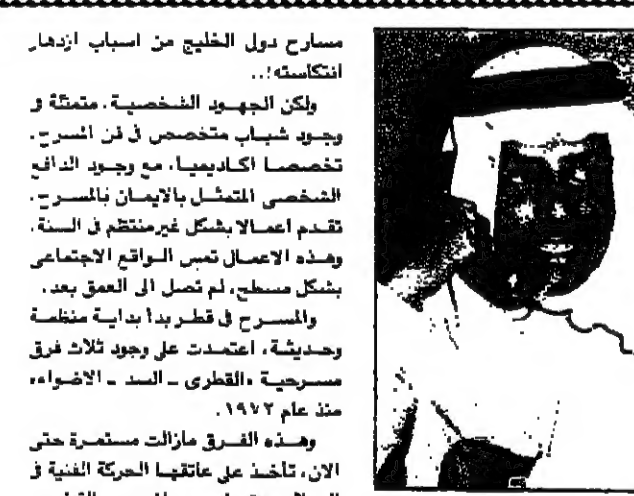 مسارح دول الخليج من اسباب ازدهار
انتكاسته!..
ولكن الجهود الشخصية، متمثلة و
وجود شباب متخصص في فن المسرح،
تخصصا اكاديميا، مع وجود الدافع
الشخصي المتمثل بالايمان بالمسرح،
تقدم اعمالا بشكل غير منتظم في السنة،
وهذه الاعمال تمس الواقع الاجتماعي
بشكل مسطح، لم تصل الى العمق بعد.
والمسرح في قطر بدأ بداية منظمة
وحديثة، اعتمدت على وجود ثلاث فرق
مسرحية «القطرى ـ السد ـ الاضواء»
منذ عام ١٩٧٢.
وهذه الفرق مازالت مستمرة حتى
الان، تأخذ على عاتقها الحركة الفنية في